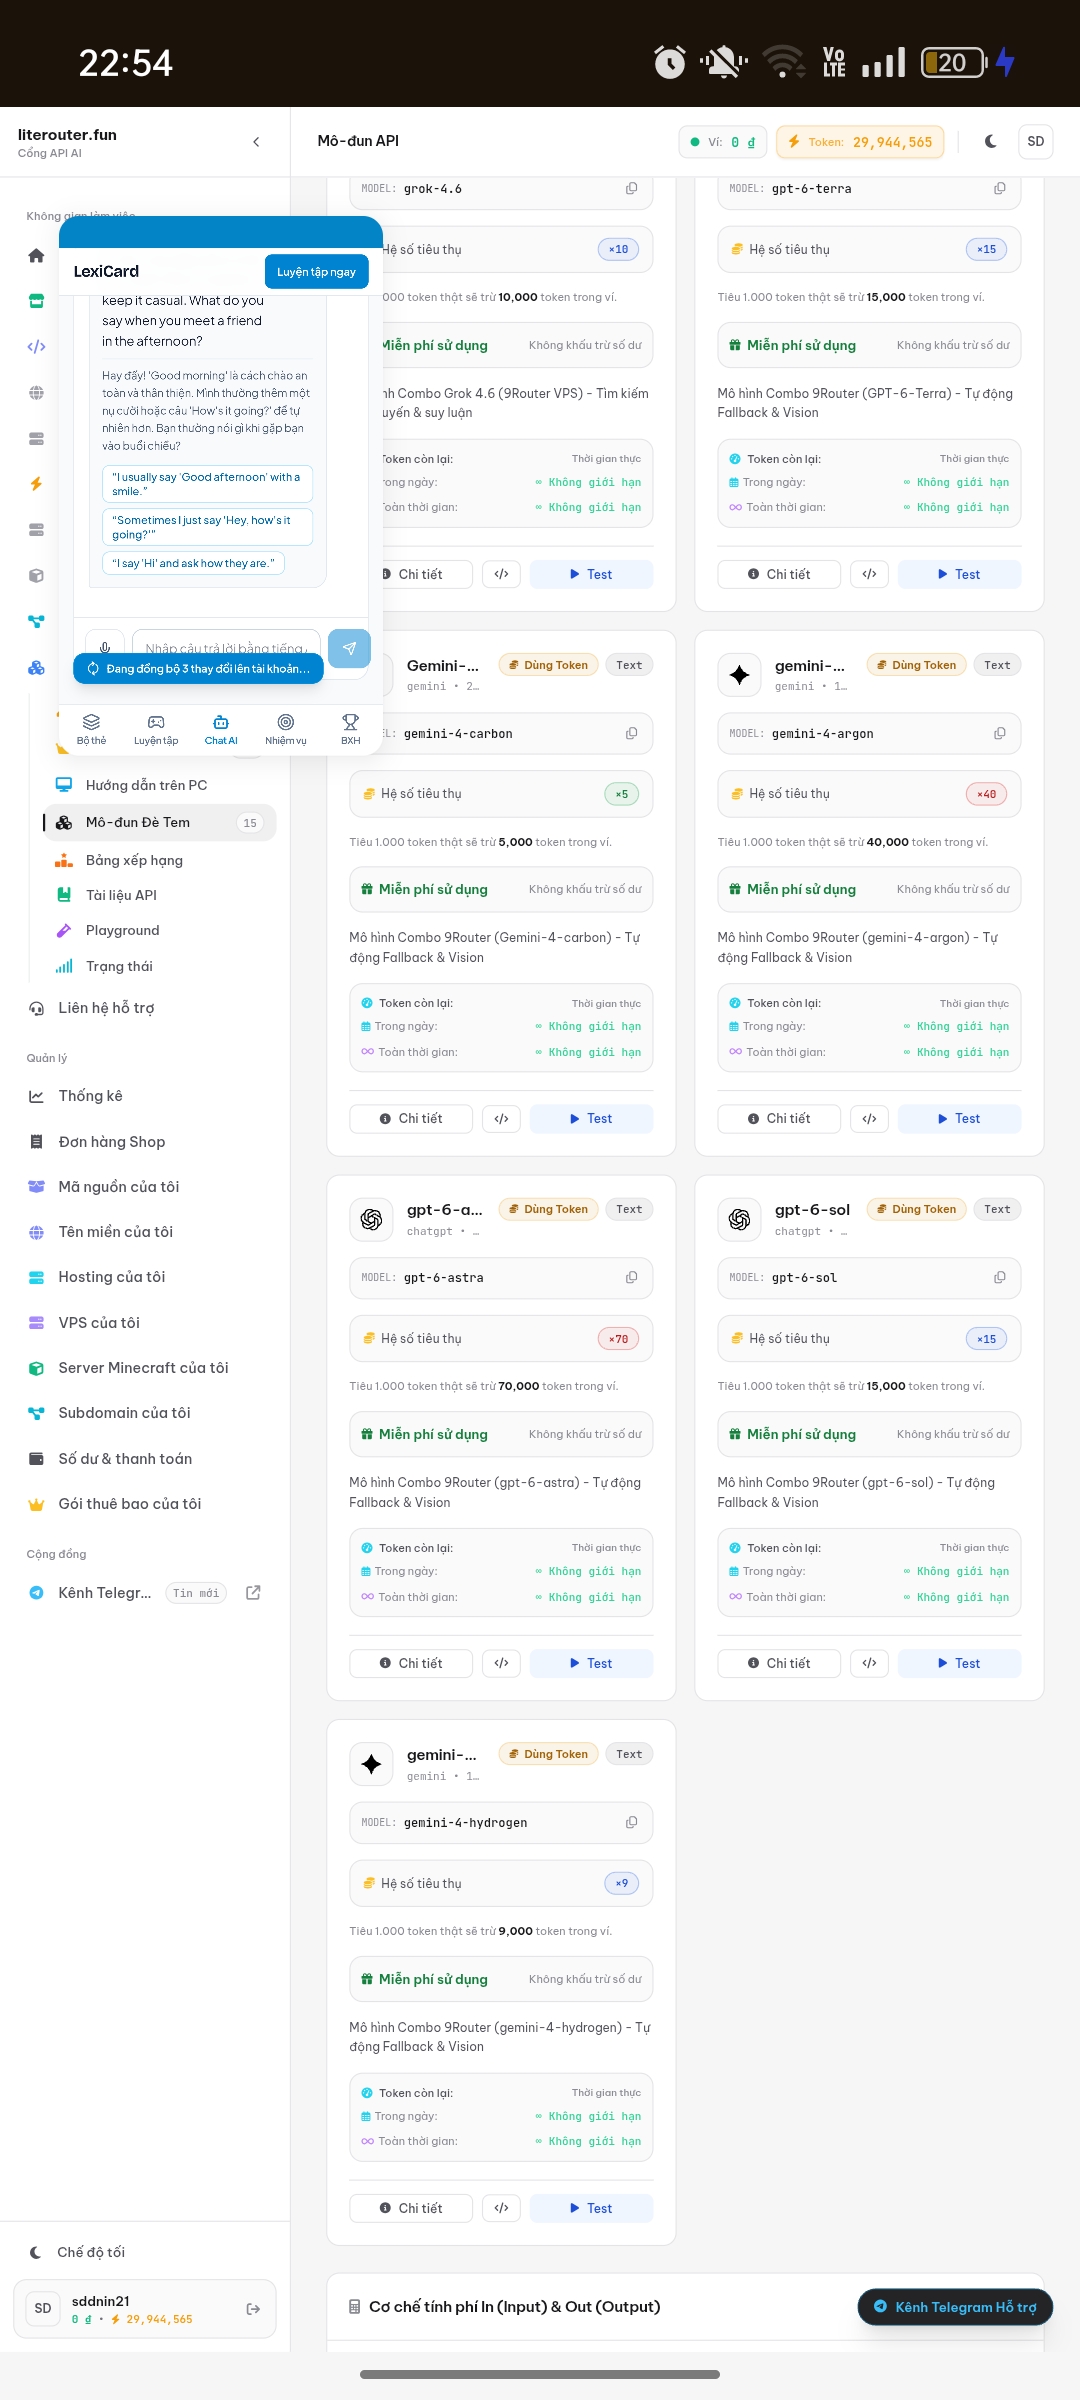 22:54
Vo LTE
20
literouter.fun
Cổng API AI
Mô-đun API
Ví: 0 ₫
Token: 29,944,565
SD
Không gian làm việc
LexiCard
Luyện tập ngay
keep it casual. What do you
say when you meet a friend
in the afternoon?
Hay đấy! 'Good morning' là cách chào an
toàn và thân thiện. Mình thường thêm một
nụ cười hoặc câu 'How's it going?' để tự
nhiên hơn. Bạn thường nói gì khi gặp bạn
vào buổi chiều?
"I usually say 'Good afternoon' with a
smile."
"Sometimes I just say 'Hey, how's it
going?'"
"I say 'Hi' and ask how they are."
Nhập câu trả lời bằng tiếng
Đang đồng bộ 3 thay đổi lên tài khoản...
Bộ thẻ
Luyện tập
Chat AI
Nhiệm vụ
BXH
Hướng dẫn trên PC
Mô-đun Đè Tem 15
Bảng xếp hạng
Tài liệu API
Playground
Trạng thái
Liên hệ hỗ trợ
Quản lý
Thống kê
Đơn hàng Shop
Mã nguồn của tôi
Tên miền của tôi
Hosting của tôi
VPS của tôi
Server Minecraft của tôi
Subdomain của tôi
Số dư & thanh toán
Gói thuê bao của tôi
Cộng đồng
Kênh Telegr... Tin mới
Chế độ tối
SD
sddnin21
0 ₫ • 29,944,565
MODEL: grok-4.6
Hệ số tiêu thụ ×10
000 token thật sẽ trừ 10,000 token trong ví.
Miễn phí sử dụng Không khấu trừ số dư
nh Combo Grok 4.6 (9Router VPS) - Tìm kiếm
uyến & suy luận
Token còn lại: Thời gian thực
rong ngày: ∞ Không giới hạn
Toàn thời gian: ∞ Không giới hạn
Chi tiết </> Test
MODEL: gpt-6-terra
Hệ số tiêu thụ ×15
Tiêu 1.000 token thật sẽ trừ 15,000 token trong ví.
Miễn phí sử dụng Không khấu trừ số dư
Mô hình Combo 9Router (GPT-6-Terra) - Tự động
Fallback & Vision
Token còn lại: Thời gian thực
Trong ngày: ∞ Không giới hạn
Toàn thời gian: ∞ Không giới hạn
Chi tiết </> Test
Gemini-... Dùng Token Text
gemini • 2…
EL: gemini-4-carbon
Hệ số tiêu thụ ×5
Tiêu 1.000 token thật sẽ trừ 5,000 token trong ví.
Miễn phí sử dụng Không khấu trừ số dư
Mô hình Combo 9Router (Gemini-4-carbon) - Tự
động Fallback & Vision
Token còn lại: Thời gian thực
Trong ngày: ∞ Không giới hạn
Toàn thời gian: ∞ Không giới hạn
Chi tiết </> Test
gemini-... Dùng Token Text
gemini • 1…
MODEL: gemini-4-argon
Hệ số tiêu thụ ×40
Tiêu 1.000 token thật sẽ trừ 40,000 token trong ví.
Miễn phí sử dụng Không khấu trừ số dư
Mô hình Combo 9Router (gemini-4-argon) - Tự
động Fallback & Vision
Token còn lại: Thời gian thực
Trong ngày: ∞ Không giới hạn
Toàn thời gian: ∞ Không giới hạn
Chi tiết </> Test
gpt-6-a... Dùng Token Text
chatgpt • …
MODEL: gpt-6-astra
Hệ số tiêu thụ ×70
Tiêu 1.000 token thật sẽ trừ 70,000 token trong ví.
Miễn phí sử dụng Không khấu trừ số dư
Mô hình Combo 9Router (gpt-6-astra) - Tự động
Fallback & Vision
Token còn lại: Thời gian thực
Trong ngày: ∞ Không giới hạn
Toàn thời gian: ∞ Không giới hạn
Chi tiết </> Test
gpt-6-sol Dùng Token Text
chatgpt • …
MODEL: gpt-6-sol
Hệ số tiêu thụ ×15
Tiêu 1.000 token thật sẽ trừ 15,000 token trong ví.
Miễn phí sử dụng Không khấu trừ số dư
Mô hình Combo 9Router (gpt-6-sol) - Tự động
Fallback & Vision
Token còn lại: Thời gian thực
Trong ngày: ∞ Không giới hạn
Toàn thời gian: ∞ Không giới hạn
Chi tiết </> Test
gemini-... Dùng Token Text
gemini • 1…
MODEL: gemini-4-hydrogen
Hệ số tiêu thụ ×9
Tiêu 1.000 token thật sẽ trừ 9,000 token trong ví.
Miễn phí sử dụng Không khấu trừ số dư
Mô hình Combo 9Router (gemini-4-hydrogen) - Tự
động Fallback & Vision
Token còn lại: Thời gian thực
Trong ngày: ∞ Không giới hạn
Toàn thời gian: ∞ Không giới hạn
Chi tiết </> Test
Cơ chế tính phí In (Input) & Out (Output)
Kênh Telegram Hỗ trợ